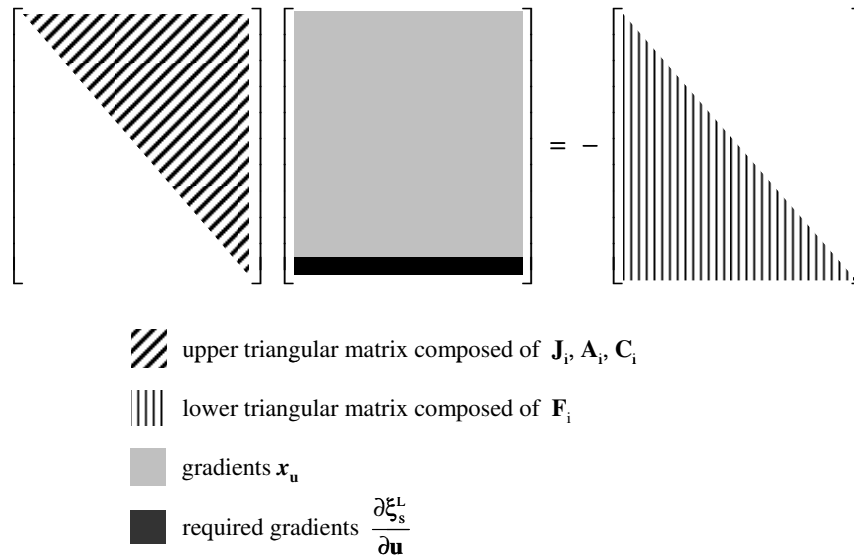 = −
upper triangular matrix composed of J_i, A_i, C_i
lower triangular matrix composed of F_i
gradients x_u
required gradients ∂ξ_s^L / ∂u